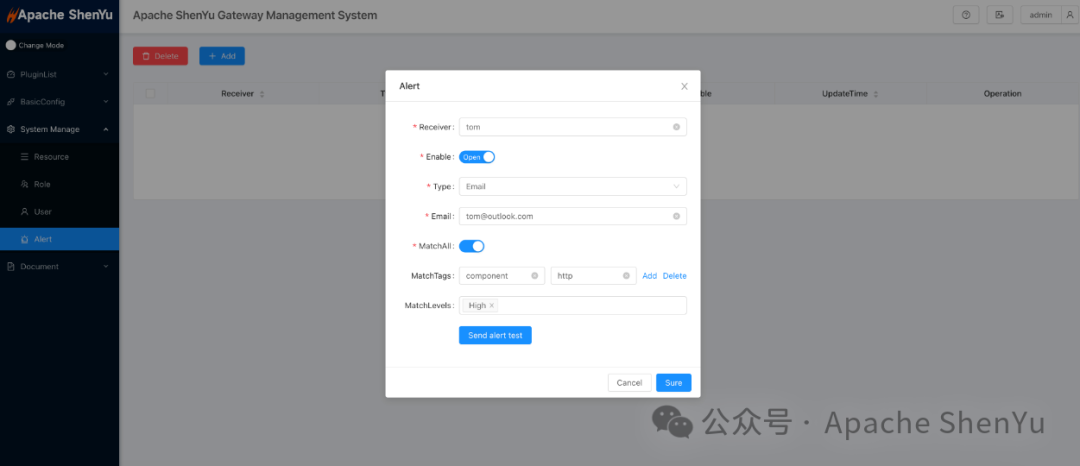 Apache ShenYu
Apache ShenYu Gateway Management System
admin
Change Mode
PluginList
BasicConfig
System Manage
Resource
Role
User
Alert
Document
Delete
+ Add
Receiver
UpdateTime
Operation
Alert
* Receiver:
tom
* Enable:
Open
* Type:
Email
* Email:
tom@outlook.com
* MatchAll:
MatchTags:
component
http
Add
Delete
MatchLevels:
High
Send alert test
Cancel
Sure
公众号 · Apache ShenYu